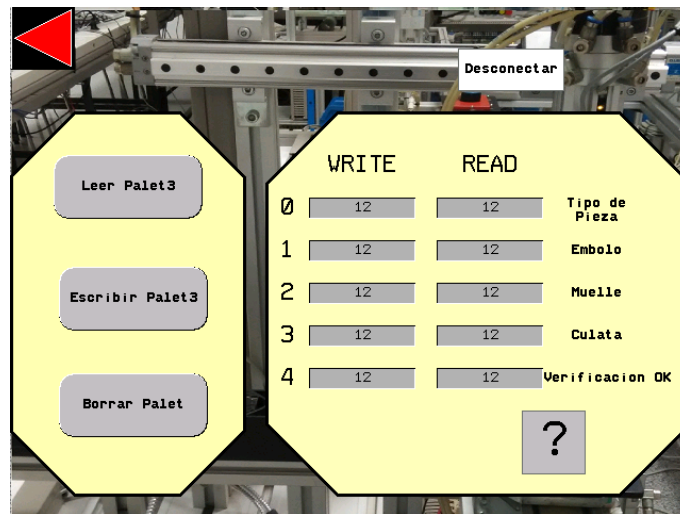 Desconectar
Leer Palet3
Escribir Palet3
Borrar Palet
WRITE READ
0 12 12 Tipo de
Pieza
1 12 12 Embolo
2 12 12 Muelle
3 12 12 Culata
4 12 12 Verificacion OK
?